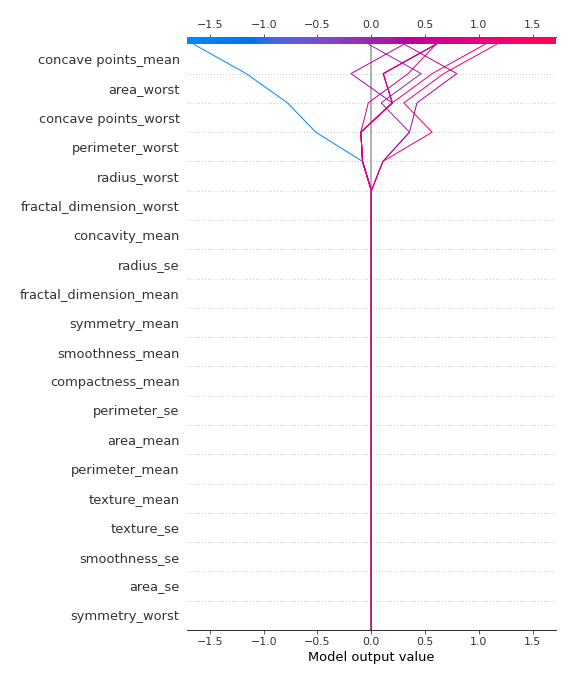 −1.5 −1.0 −0.5 0.0 0.5 1.0 1.5
concave points_mean
area_worst
concave points_worst
perimeter_worst
radius_worst
fractal_dimension_worst
concavity_mean
radius_se
fractal_dimension_mean
symmetry_mean
smoothness_mean
compactness_mean
perimeter_se
area_mean
perimeter_mean
texture_mean
texture_se
smoothness_se
area_se
symmetry_worst
−1.5 −1.0 −0.5 0.0 0.5 1.0 1.5
Model output value